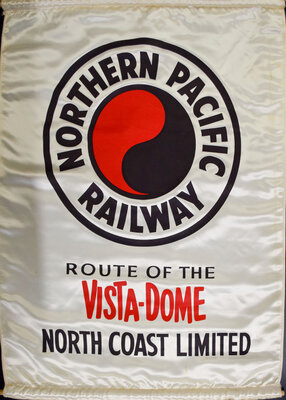 NORTHERN PACIFIC
RAILWAY
ROUTE OF THE
VISTA-DOME
NORTH COAST LIMITED